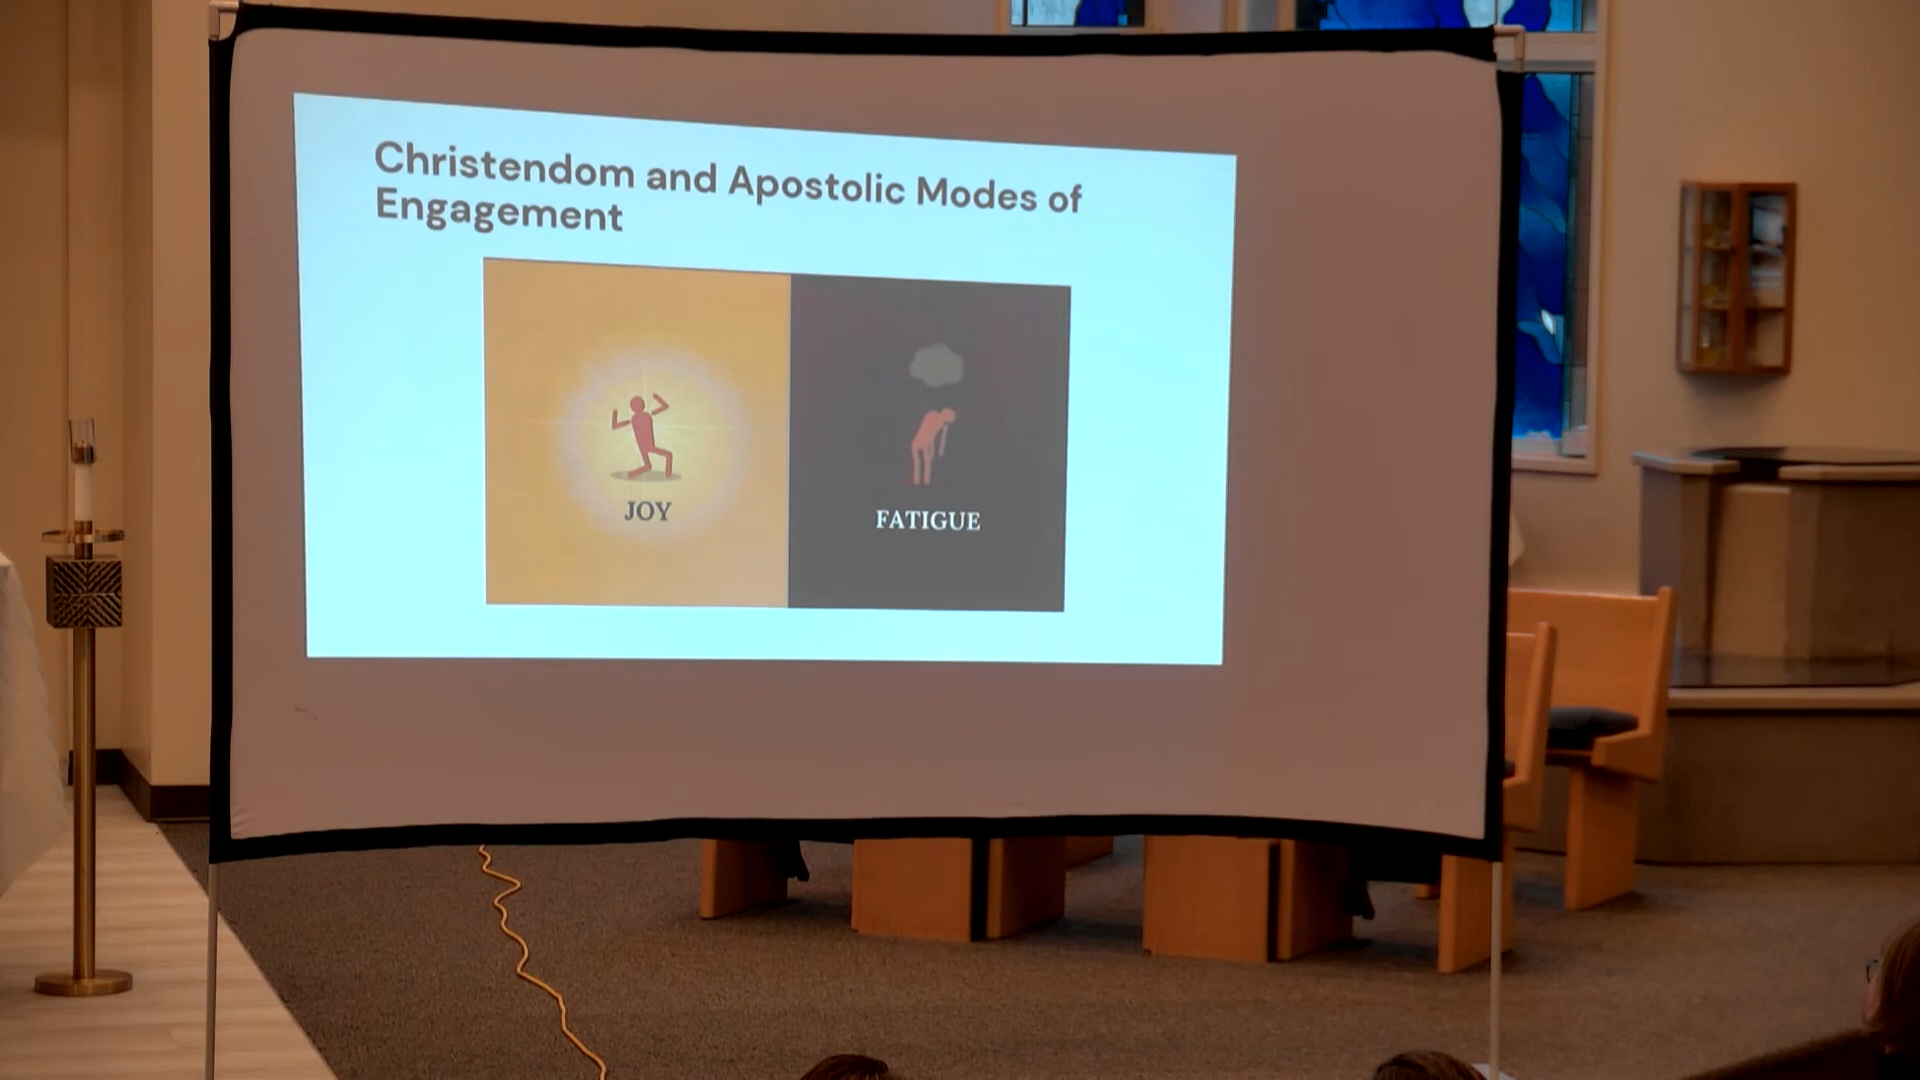 Christendom and Apostolic Modes of
Engagement
JOY
FATIGUE